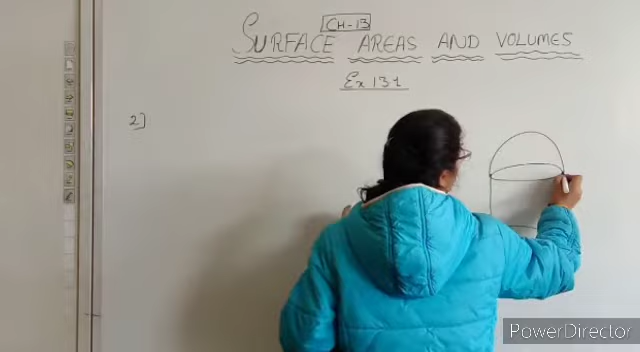 CH-13
SURFACE AREAS AND VOLUMES
Ex 13.1
2]
PowerDirector